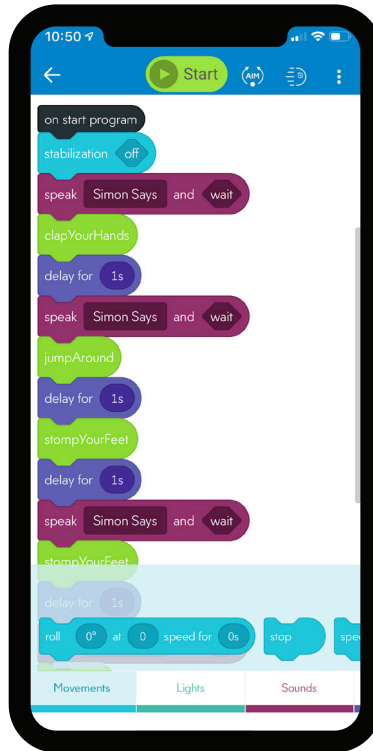 10:50
Start
AIM
on start program
stabilization off
speak Simon Says and wait
clapYourHands
delay for 1s
speak Simon Says and wait
jumpAround
delay for 1s
stompYourFeet
delay for 1s
speak Simon Says and wait
stompYourFeet
delay for 1s
roll 0° at 0 speed for 0s stop spe
Movements Lights Sounds